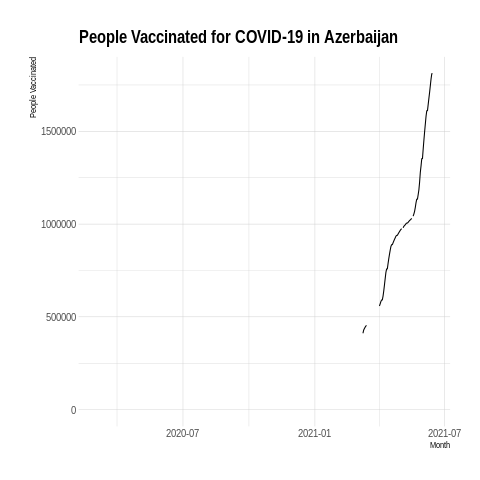 People Vaccinated for COVID-19 in Azerbaijan
People Vaccinated
1500000
1000000
500000
0
2020-07 2021-01 2021-07
Month